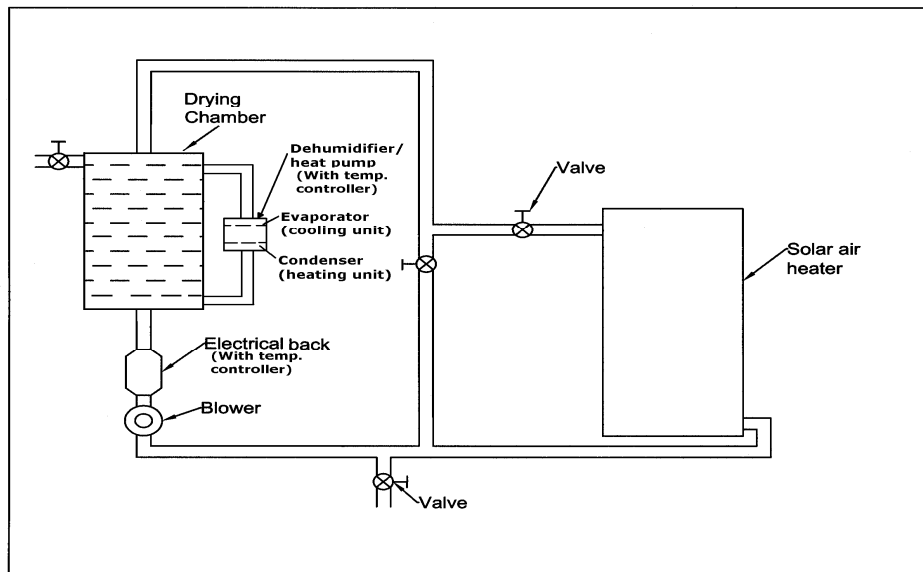 Drying
Chamber
Dehumidifier/
heat pump
(With temp.
controller)
Evaporator
(cooling unit)
Condenser
(heating unit)
Valve
Solar air
heater
Electrical back
(With temp.
controller)
Blower
Valve